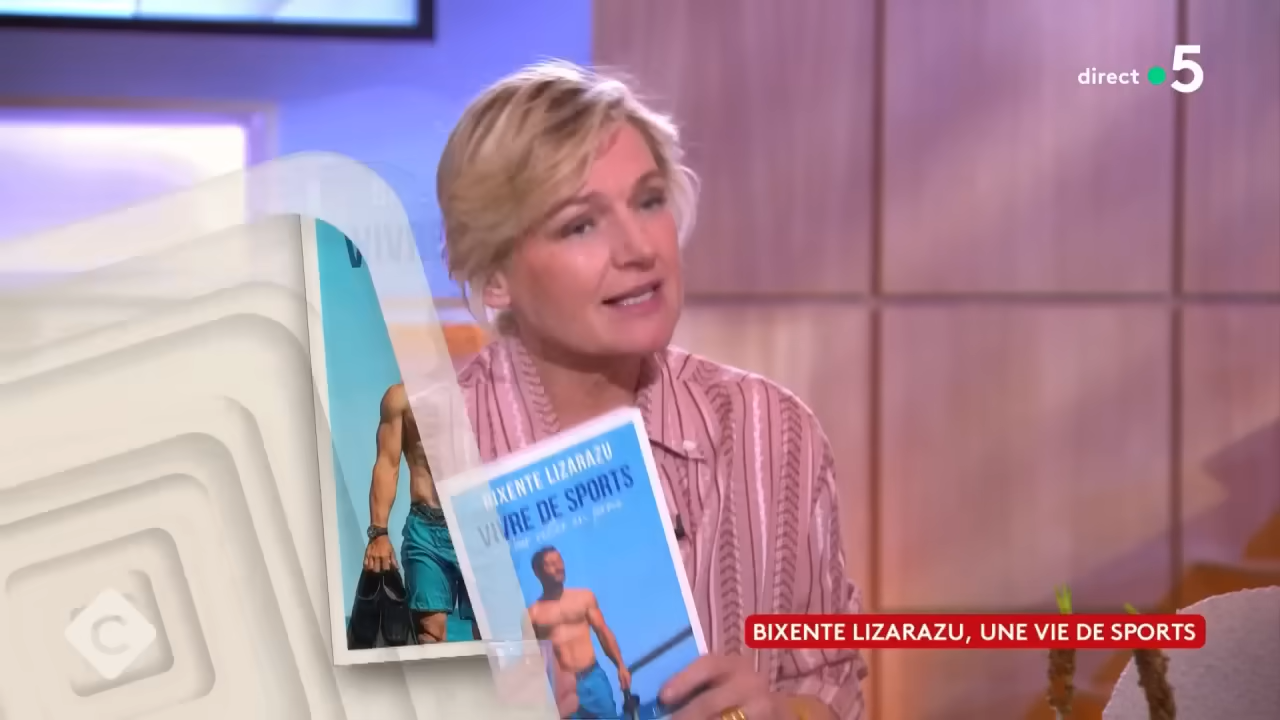 direct 5
BIXENTE LIZARAZU
VIVRE DE SPORTS
BIXENTE LIZARAZU, UNE VIE DE SPORTS
C